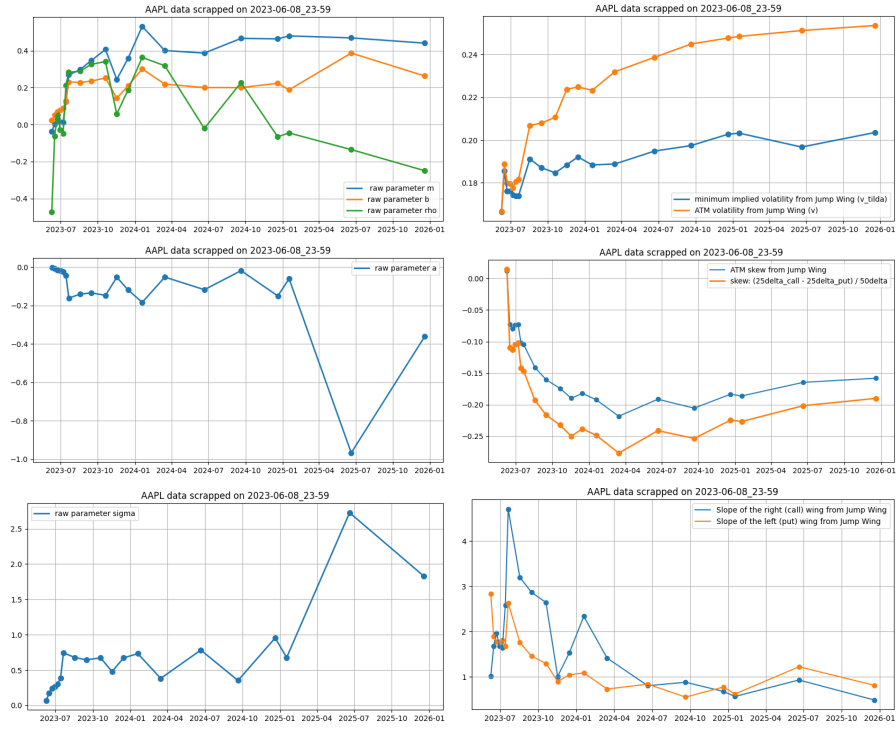 AAPL data scrapped on 2023-06-08_23-59
0.4
0.2
0.0
−0.2
−0.4
raw parameter m
raw parameter b
raw parameter rho
2023-07 2023-10 2024-01 2024-04 2024-07 2024-10 2025-01 2025-04 2025-07 2025-10 2026-01
AAPL data scrapped on 2023-06-08_23-59
0.24
0.22
0.20
0.18
minimum implied volatility from Jump Wing (v_tilda)
ATM volatility from Jump Wing (v)
2023-07 2023-10 2024-01 2024-04 2024-07 2024-10 2025-01 2025-04 2025-07 2025-10 2026-01
AAPL data scrapped on 2023-06-08_23-59
raw parameter a
0.0
−0.2
−0.4
−0.6
−0.8
−1.0
2023-07 2023-10 2024-01 2024-04 2024-07 2024-10 2025-01 2025-04 2025-07 2025-10 2026-01
AAPL data scrapped on 2023-06-08_23-59
ATM skew from Jump Wing
skew: (25delta_call - 25delta_put) / 50delta
0.00
−0.05
−0.10
−0.15
−0.20
−0.25
2023-07 2023-10 2024-01 2024-04 2024-07 2024-10 2025-01 2025-04 2025-07 2025-10 2026-01
AAPL data scrapped on 2023-06-08_23-59
raw parameter sigma
2.5
2.0
1.5
1.0
0.5
0.0
2023-07 2023-10 2024-01 2024-04 2024-07 2024-10 2025-01 2025-04 2025-07 2025-10 2026-01
AAPL data scrapped on 2023-06-08_23-59
Slope of the right (call) wing from Jump Wing
Slope of the left (put) wing from Jump Wing
4
3
2
1
2023-07 2023-10 2024-01 2024-04 2024-07 2024-10 2025-01 2025-04 2025-07 2025-10 2026-01